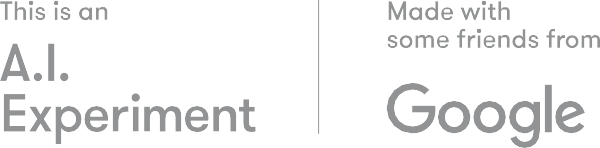 This is an
A.I.
Experiment
Made with
some friends from
Google